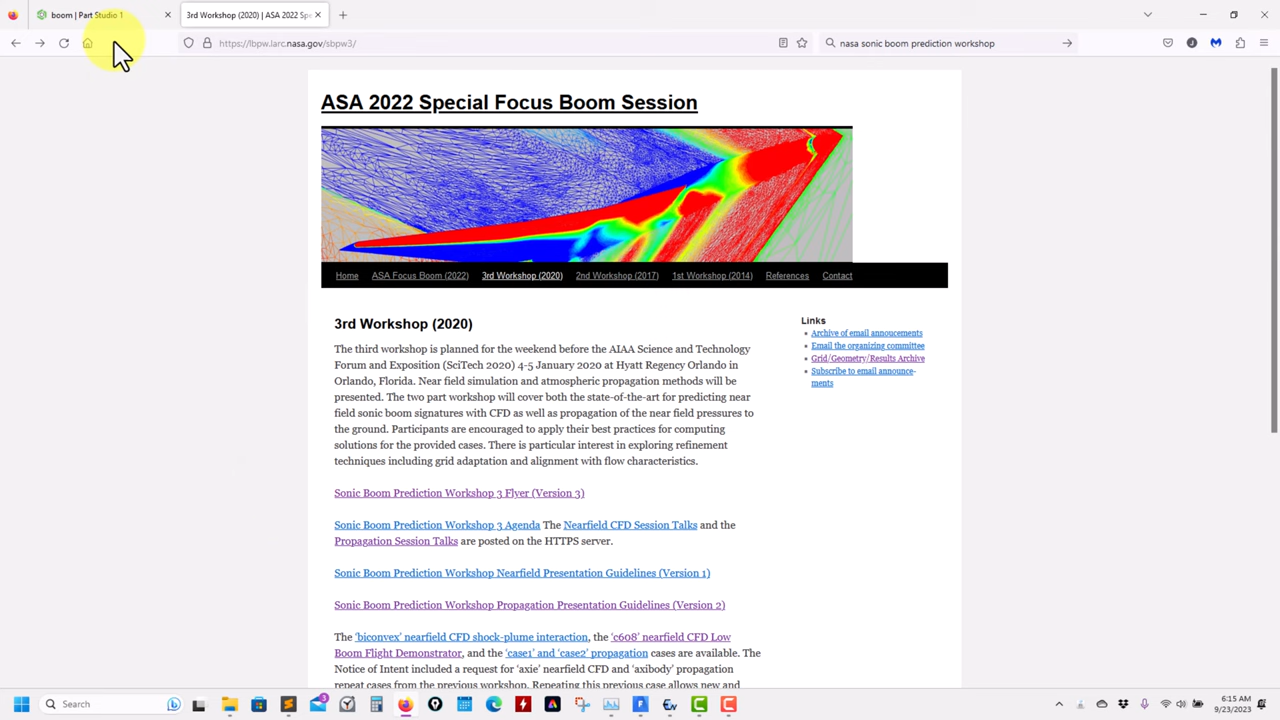 boom | Part Studio 1
3rd Workshop (2020) | ASA 2022 Sp
https://lbpw.larc.nasa.gov/sbpw3/
nasa sonic boom prediction workshop
ASA 2022 Special Focus Boom Session
Home ASA Focus Boom (2022) 3rd Workshop (2020) 2nd Workshop (2017) 1st Workshop (2014) References Contact
3rd Workshop (2020)
The third workshop is planned for the weekend before the AIAA Science and Technology
Forum and Exposition (SciTech 2020) 4-5 January 2020 at Hyatt Regency Orlando in
Orlando, Florida. Near field simulation and atmospheric propagation methods will be
presented. The two part workshop will cover both the state-of-the-art for predicting near
field sonic boom signatures with CFD as well as propagation of the near field pressures to
the ground. Participants are encouraged to apply their best practices for computing
solutions for the provided cases. There is particular interest in exploring refinement
techniques including grid adaptation and alignment with flow characteristics.
Sonic Boom Prediction Workshop 3 Flyer (Version 3)
Sonic Boom Prediction Workshop 3 Agenda The Nearfield CFD Session Talks and the
Propagation Session Talks are posted on the HTTPS server.
Sonic Boom Prediction Workshop Nearfield Presentation Guidelines (Version 1)
Sonic Boom Prediction Workshop Propagation Presentation Guidelines (Version 2)
The ‘biconvex’ nearfield CFD shock-plume interaction, the ‘c608’ nearfield CFD Low
Boom Flight Demonstrator, and the ‘case1’ and ‘case2’ propagation cases are available. The
Notice of Intent included a request for ‘axie’ nearfield CFD and ‘axibody’ propagation
repeat cases from the previous workshop. Repeating this previous case allows new and
Links
Archive of email annoucements
Email the organizing committee
Grid/Geometry/Results Archive
Subscribe to email announce-
ments
Search
3
6:15 AM
9/23/2023